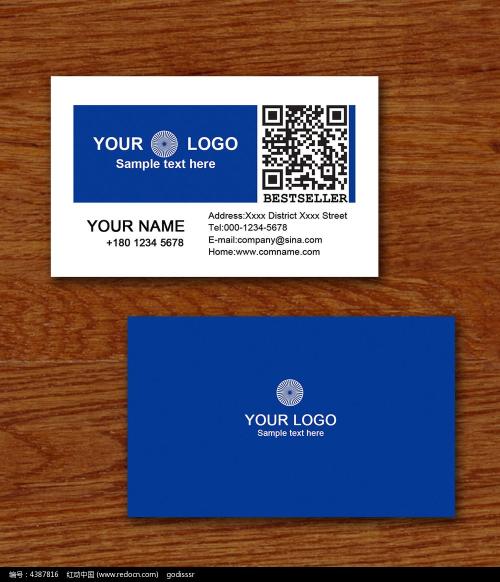 YOUR LOGO
Sample text here
BESTSELLER
YOUR NAME
+180 1234 5678
Address:Xxxx District Xxxx Street
Tel:000-1234-5678
E-mail:company@sina.com
Home:www.comname.com
YOUR LOGO
Sample text here
编号：4387816 红动中国 (www.redocn.com) godisssr